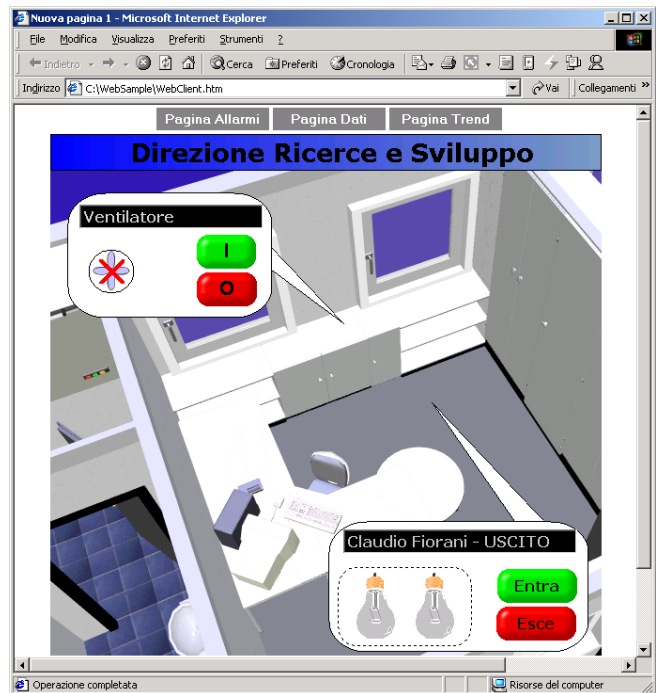 Nuova pagina 1 - Microsoft Internet Explorer
File Modifica Visualizza Preferiti Strumenti ?
Indietro Cerca Preferiti Cronologia
Indirizzo C:\WebSample\WebClient.htm Vai Collegamenti »
Pagina Allarmi Pagina Dati Pagina Trend
Direzione Ricerce e Sviluppo
Ventilatore
I
O
Claudio Fiorani - USCITO
Entra
Esce
Operazione completata Risorse del computer